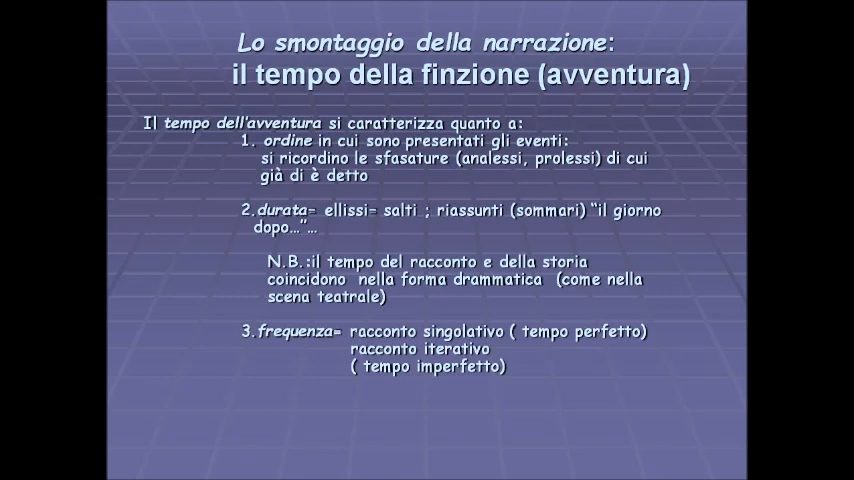 Lo smontaggio della narrazione:
il tempo della finzione (avventura)
Il tempo dell'avventura si caratterizza quanto a:
1. ordine in cui sono presentati gli eventi:
si ricordino le sfasature (analessi, prolessi) di cui
già di è detto
2.durata= ellissi= salti ; riassunti (sommari) "il giorno
dopo..."...
N.B.:il tempo del racconto e della storia
coincidono nella forma drammatica (come nella
scena teatrale)
3.frequenza= racconto singolativo ( tempo perfetto)
racconto iterativo
( tempo imperfetto)